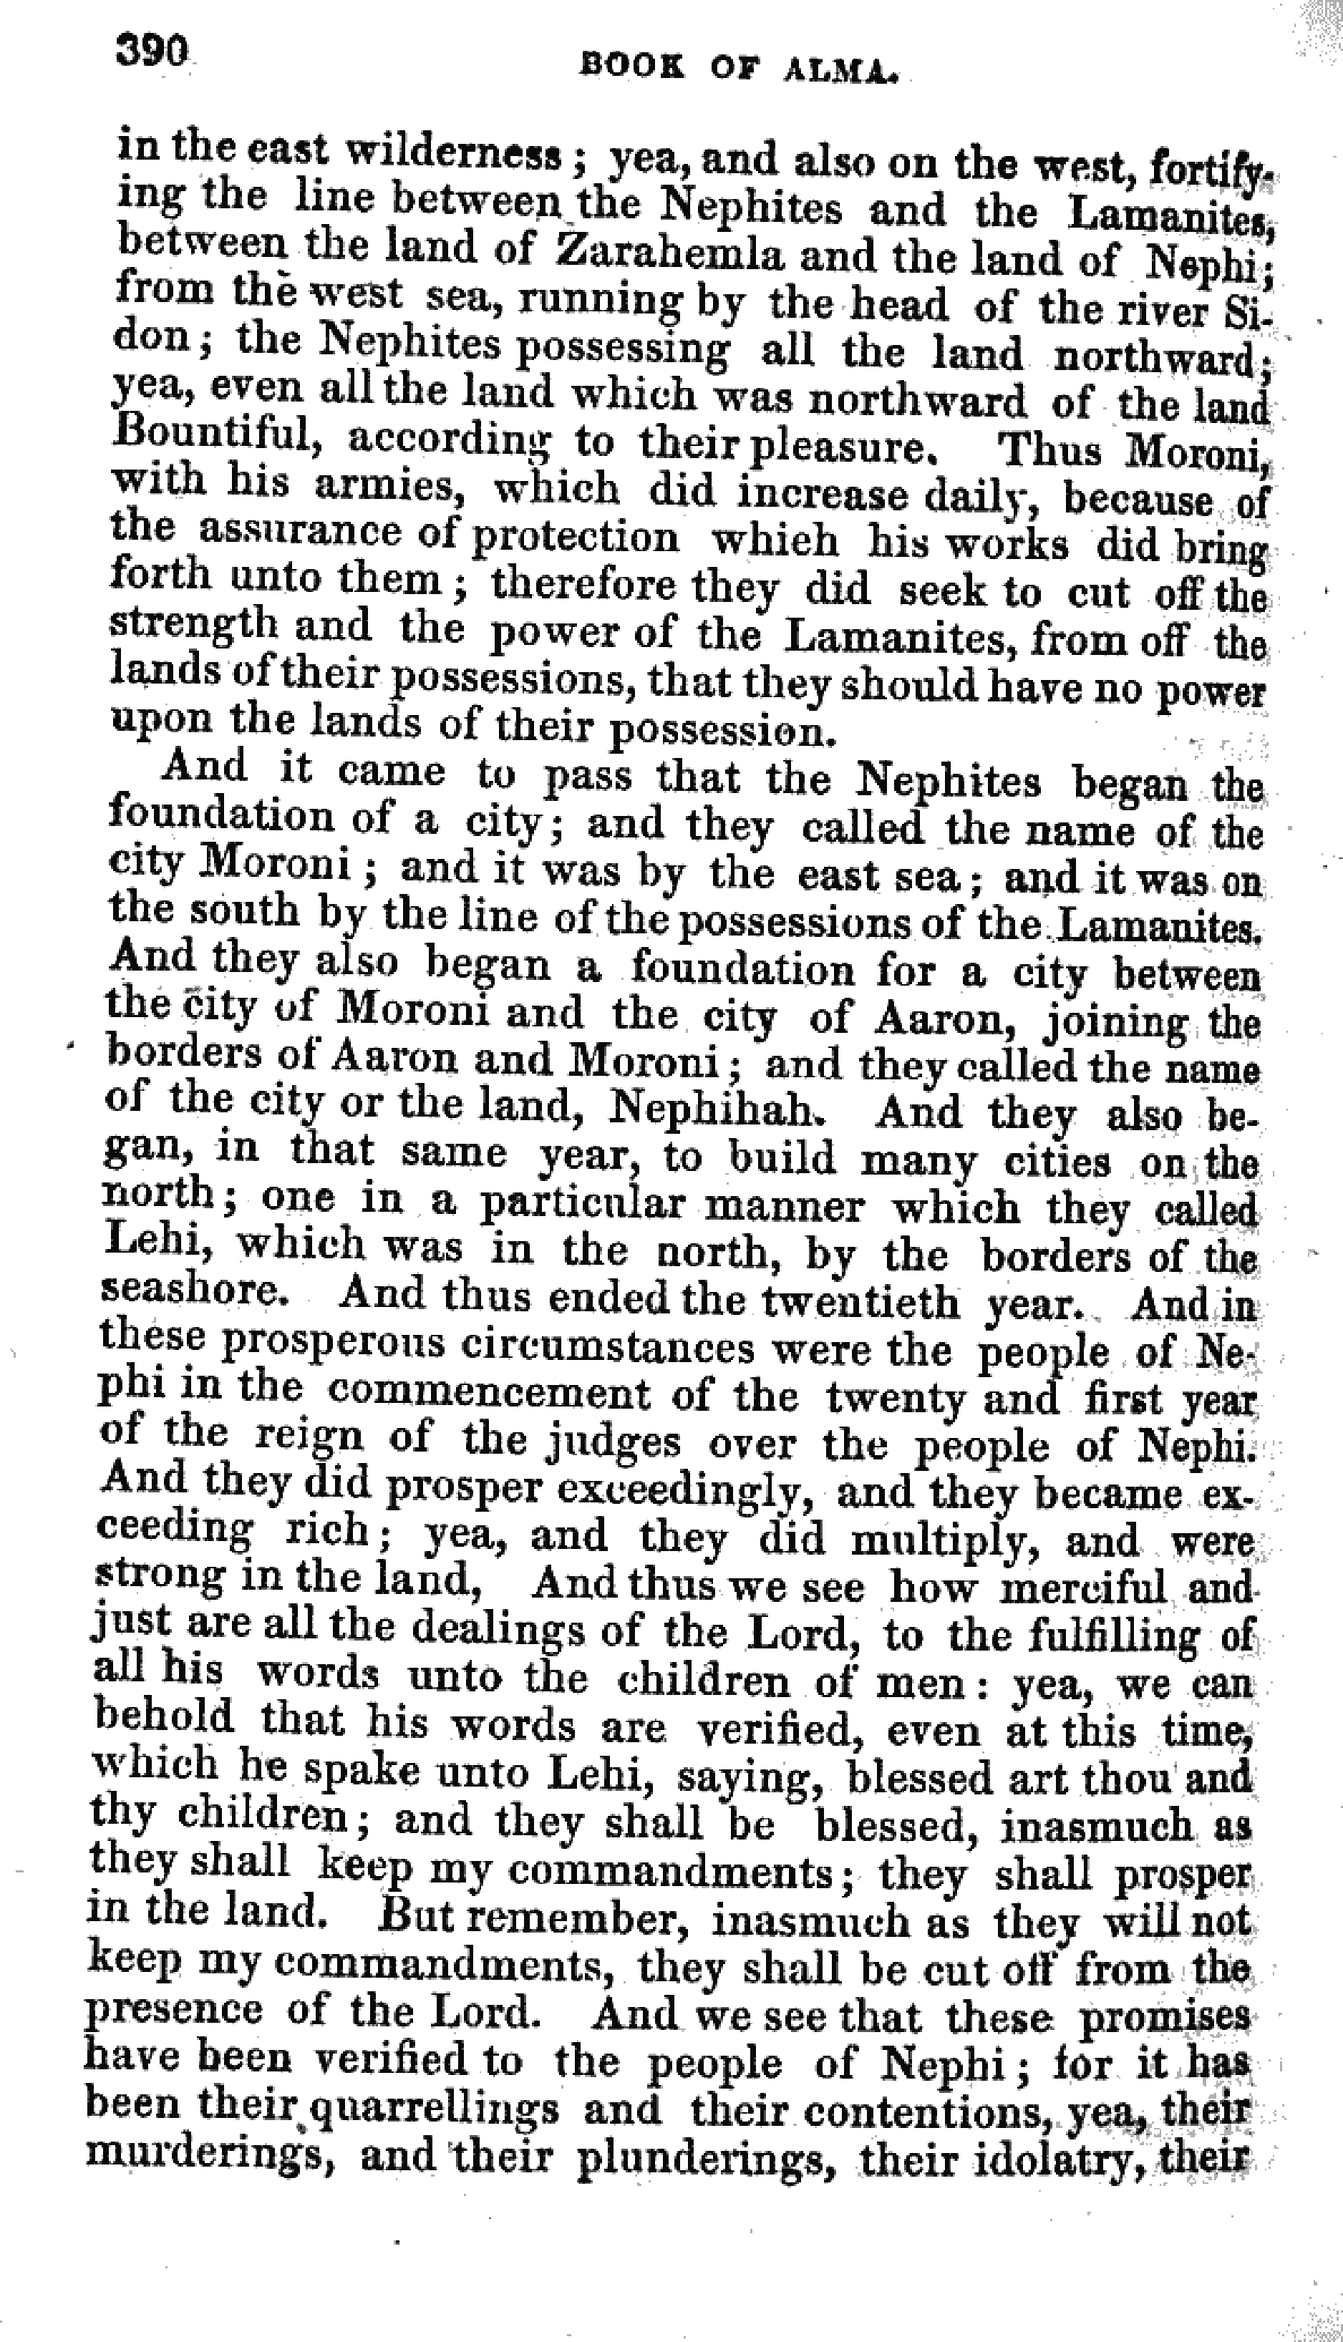 390
BOOK OF ALMA.
in the east wilderness; yea, and also on the west, fortify-
ing the line between the Nephites and the Lamanites,
between the land of Zarahemla and the land of Nephi;
from the west sea, running by the head of the river Si-
don; the Nephites possessing all the land northward;
yea, even all the land which was northward of the land
Bountiful, according to their pleasure. Thus Moroni,
with his armies, which did increase daily, because of
the assurance of protection whieh his works did bring
forth unto them; therefore they did seek to cut off the
strength and the power of the Lamanites, from off the
lands of their possessions, that they should have no power
upon the lands of their possession.
And it came to pass that the Nephites began the
foundation of a city; and they called the name of the
city Moroni; and it was by the east sea; and it was on
the south by the line of the possessions of the Lamanites.
And they also began a foundation for a city between
the city of Moroni and the city of Aaron, joining the
borders of Aaron and Moroni; and they called the name
of the city or the land, Nephihah. And they also be-
gan, in that same year, to build many cities on the
north; one in a particular manner which they called
Lehi, which was in the north, by the borders of the
seashore. And thus ended the twentieth year. And in
these prosperous circumstances were the people of Ne-
phi in the commencement of the twenty and first year
of the reign of the judges over the people of Nephi.
And they did prosper exceedingly, and they became ex-
ceeding rich; yea, and they did multiply, and were
strong in the land, And thus we see how merciful and
just are all the dealings of the Lord, to the fulfilling of
all his words unto the children of men: yea, we can
behold that his words are verified, even at this time,
which he spake unto Lehi, saying, blessed art thou and
thy children; and they shall be blessed, inasmuch as
they shall keep my commandments; they shall prosper
in the land. But remember, inasmuch as they will not
keep my commandments, they shall be cut off from the
presence of the Lord. And we see that these promises
have been verified to the people of Nephi; for it has
been their quarrellings and their contentions, yea, their
murderings, and their plunderings, their idolatry, their